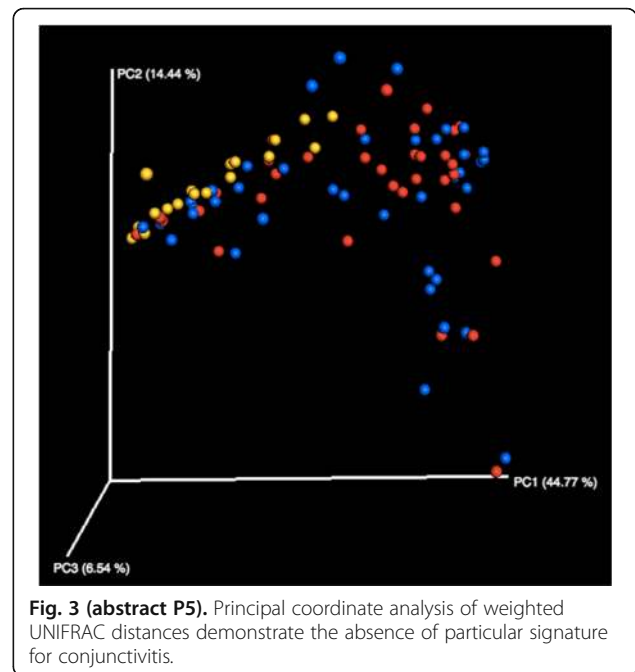 PC2 (14.44 %)
PC1 (44.77 %)
PC3 (6.54 %)
Fig. 3 (abstract P5). Principal coordinate analysis of weighted
UNIFRAC distances demonstrate the absence of particular signature
for conjunctivitis.